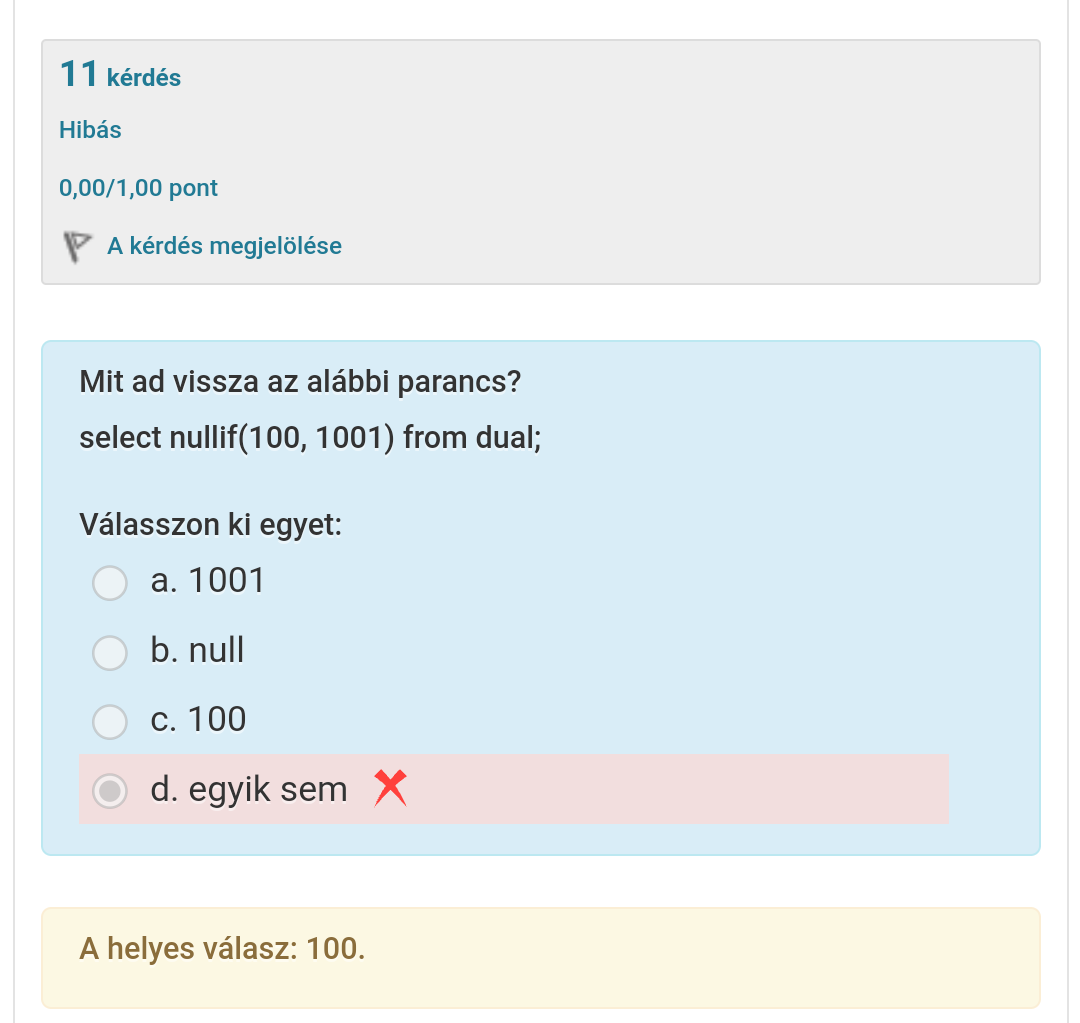 11 kérdés
Hibás
0,00/1,00 pont
A kérdés megjelölése
Mit ad vissza az alábbi parancs?
select nullif(100, 1001) from dual;
Válasszon ki egyet:
a. 1001
b. null
c. 100
d. egyik sem
A helyes válasz: 100.